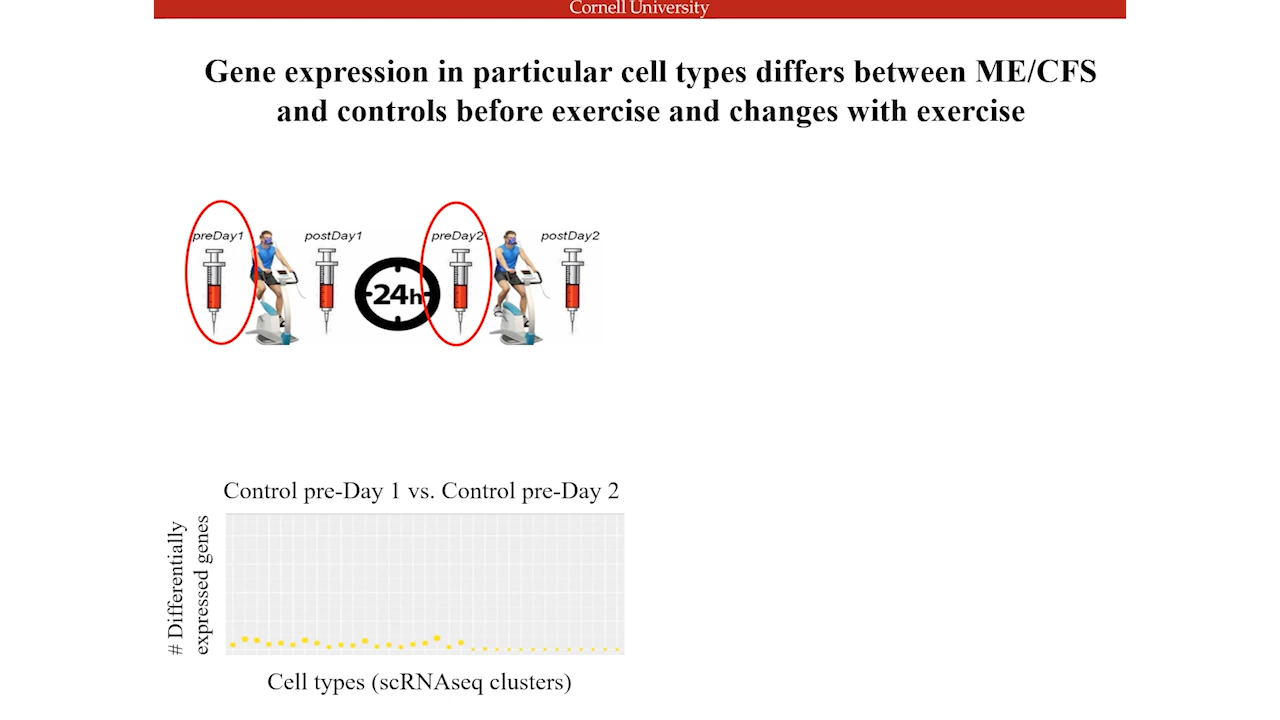 Cornell University
Gene expression in particular cell types differs between ME/CFS
and controls before exercise and changes with exercise
preDay1
postDay1
preDay2
postDay2
24h
Control pre-Day 1 vs. Control pre-Day 2
# Differentially
expressed genes
Cell types (scRNAseq clusters)